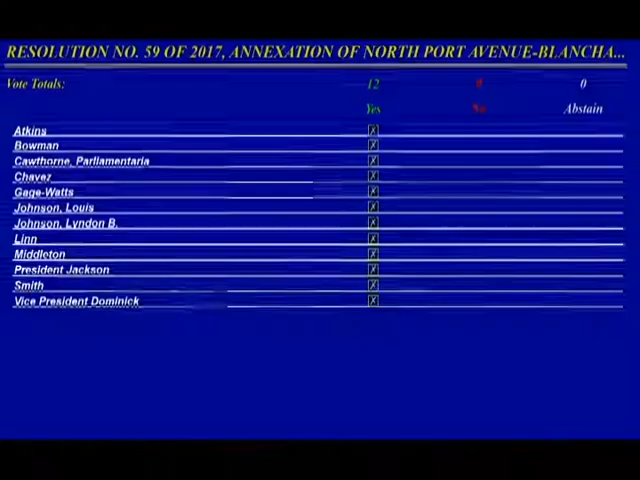 RESOLUTION NO. 59 OF 2017, ANNEXATION OF NORTH PORT AVENUE-BLANCHA...
Vote Totals: 12 0 0
Yes No Abstain
Atkins
Bowman
Cawthorne, Parliamentaria
Chavez
Gage-Watts
Johnson, Louis
Johnson, Lyndon B.
Linn
Middleton
President Jackson
Smith
Vice President Dominick